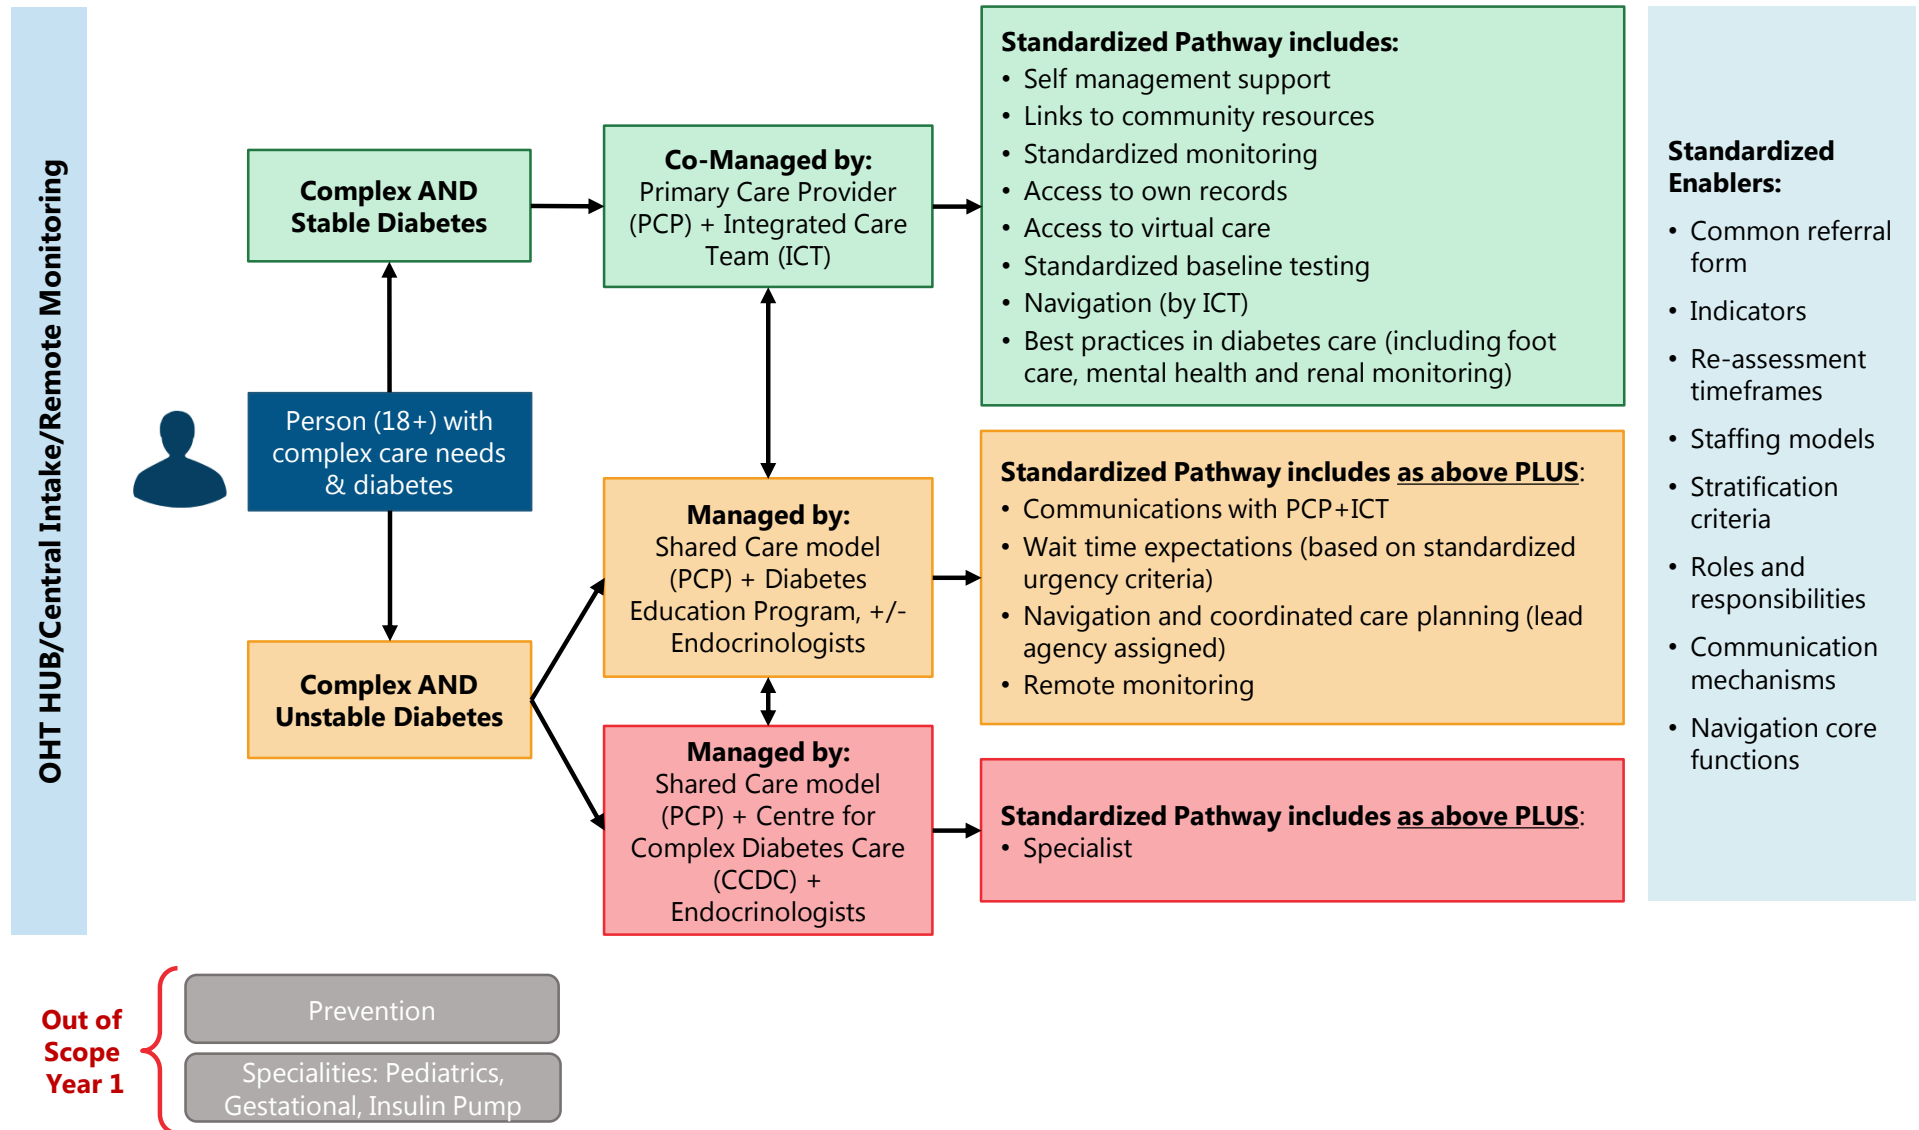 OHT HUB/Central Intake/Remote Monitoring
Complex AND
Stable Diabetes
Person (18+) with
complex care needs
& diabetes
Complex AND
Unstable Diabetes
Co-Managed by:
Primary Care Provider
(PCP) + Integrated Care
Team (ICT)
Managed by:
Shared Care model
(PCP) + Diabetes
Education Program, +/-
Endocrinologists
Managed by:
Shared Care model
(PCP) + Centre for
Complex Diabetes Care
(CCDC) +
Endocrinologists
Standardized Pathway includes:
• Self management support
• Links to community resources
• Standardized monitoring
• Access to own records
• Access to virtual care
• Standardized baseline testing
• Navigation (by ICT)
• Best practices in diabetes care (including foot
care, mental health and renal monitoring)
Standardized Pathway includes as above PLUS:
• Communications with PCP+ICT
• Wait time expectations (based on standardized
urgency criteria)
• Navigation and coordinated care planning (lead
agency assigned)
• Remote monitoring
Standardized Pathway includes as above PLUS:
• Specialist
Standardized
Enablers:
• Common referral
form
• Indicators
• Re-assessment
timeframes
• Staffing models
• Stratification
criteria
• Roles and
responsibilities
• Communication
mechanisms
• Navigation core
functions
Out of
Scope
Year 1
Prevention
Specialities: Pediatrics,
Gestational, Insulin Pump